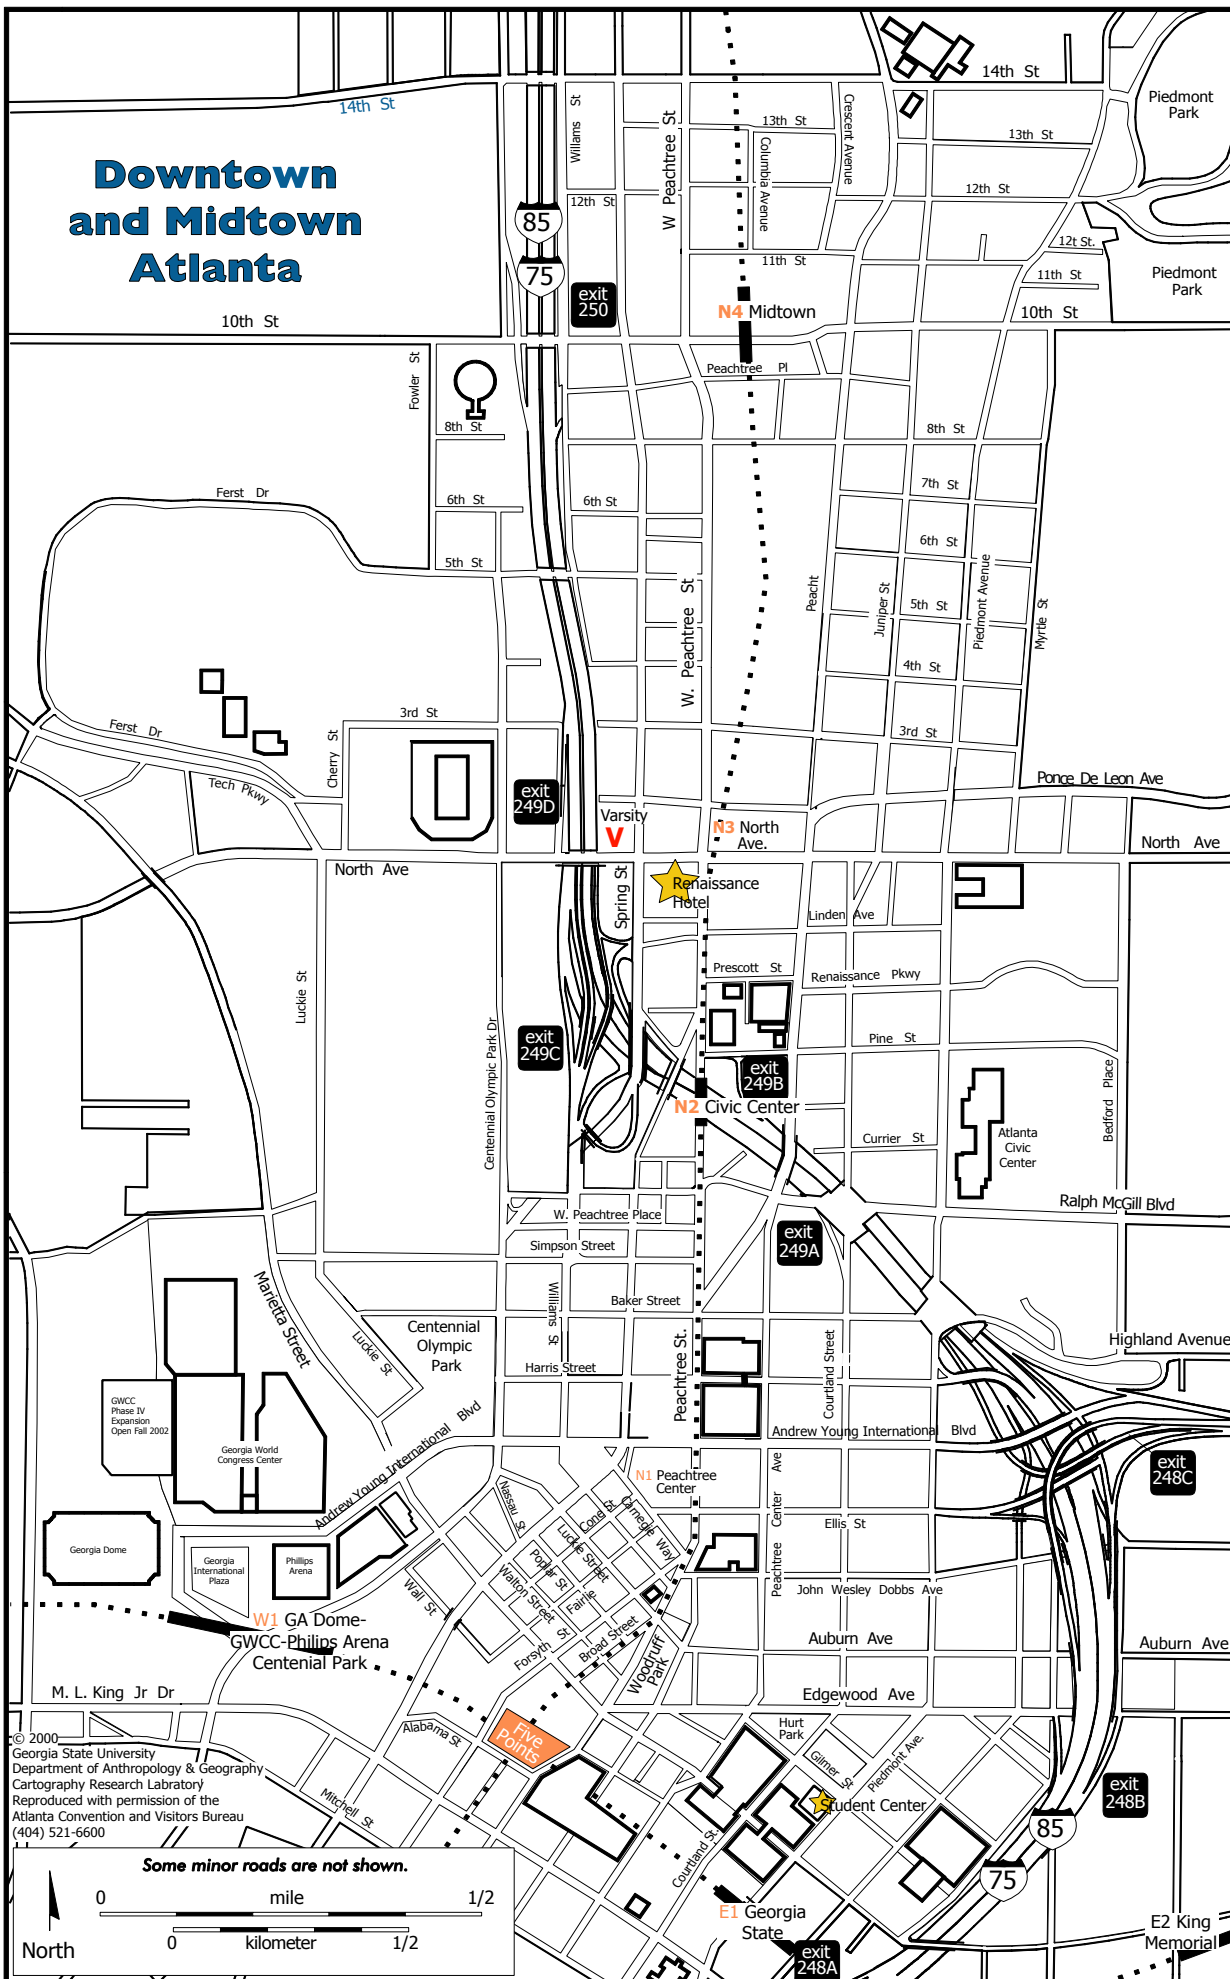 14th St
14th St
Piedmont
Park
Downtown
and Midtown
Atlanta
Willams St
W Peachtree St
13th St
Columbia Avenue
Crescent Avenue
13th St
12th St
12th St
85
75
11th St
12t St.
11th St
Piedmont
Park
exit
250
N4 Midtown
10th St
10th St
Fowler St
Peachtree Pl
8th St
8th St
Ferst Dr
6th St
6th St
7th St
6th St
5th St
W. Peachtree St
Peacht
Juniper St
5th St
Piedmont Avenue
Myrtle St
4th St
3rd St
3rd St
Ferst Dr
Cherry St
Tech Pkwy
Ponce De Leon Ave
exit
249D
Varsity
V
N3 North
Ave.
North Ave
North Ave
Spring St
Renaissance
Hotel
Linden Ave
Prescott St
Renaissance Pkwy
Luckie St
Centennial Olympic Park Dr
exit
249C
Pine St
exit
249B
N2 Civic Center
Bedford Place
Currier St
Atlanta
Civic
Center
Ralph McGill Blvd
W. Peachtree Place
exit
249A
Simpson Street
Marietta Street
Williams St
Baker Street
Luckie St
Centennial
Olympic
Park
Peachtree St.
Courtland Street
Highland Avenue
Harris Street
GWCC
Phase IV
Expansion
Open Fall 2002
Georgia World
Congress Center
Andrew Young International Blvd
Andrew Young International Blvd
exit
248C
N1 Peachtree
Center
Nassau St
Cone St
Carnegie Way
Peachtree Center Ave
Ellis St
Luckie Street
Poplar St
Walton Street
Fairlie St
Georgia Dome
Georgia
International
Plaza
Phillips
Arena
Wall St
John Wesley Dobbs Ave
W1 GA Dome-
GWCC-Philips Arena
Centenial Park
Forsyth
Broad Street
Woodruff
Park
Auburn Ave
Auburn Ave
M. L. King Jr Dr
Edgewood Ave
Alabama St
Five
Points
Hurt
Park
Gilmer St
Piedmont Ave.
© 2000
Georgia State University
Department of Anthropology & Geography
Cartography Research Labratory
Reproduced with permission of the
Atlanta Convention and Visitors Bureau
(404) 521-6600
Mitchell St
Student Center
exit
248B
85
75
Courtland St.
Some minor roads are not shown.
0 mile 1/2
0 kilometer 1/2
North
E1 Georgia
State
exit
248A
E2 King
Memorial